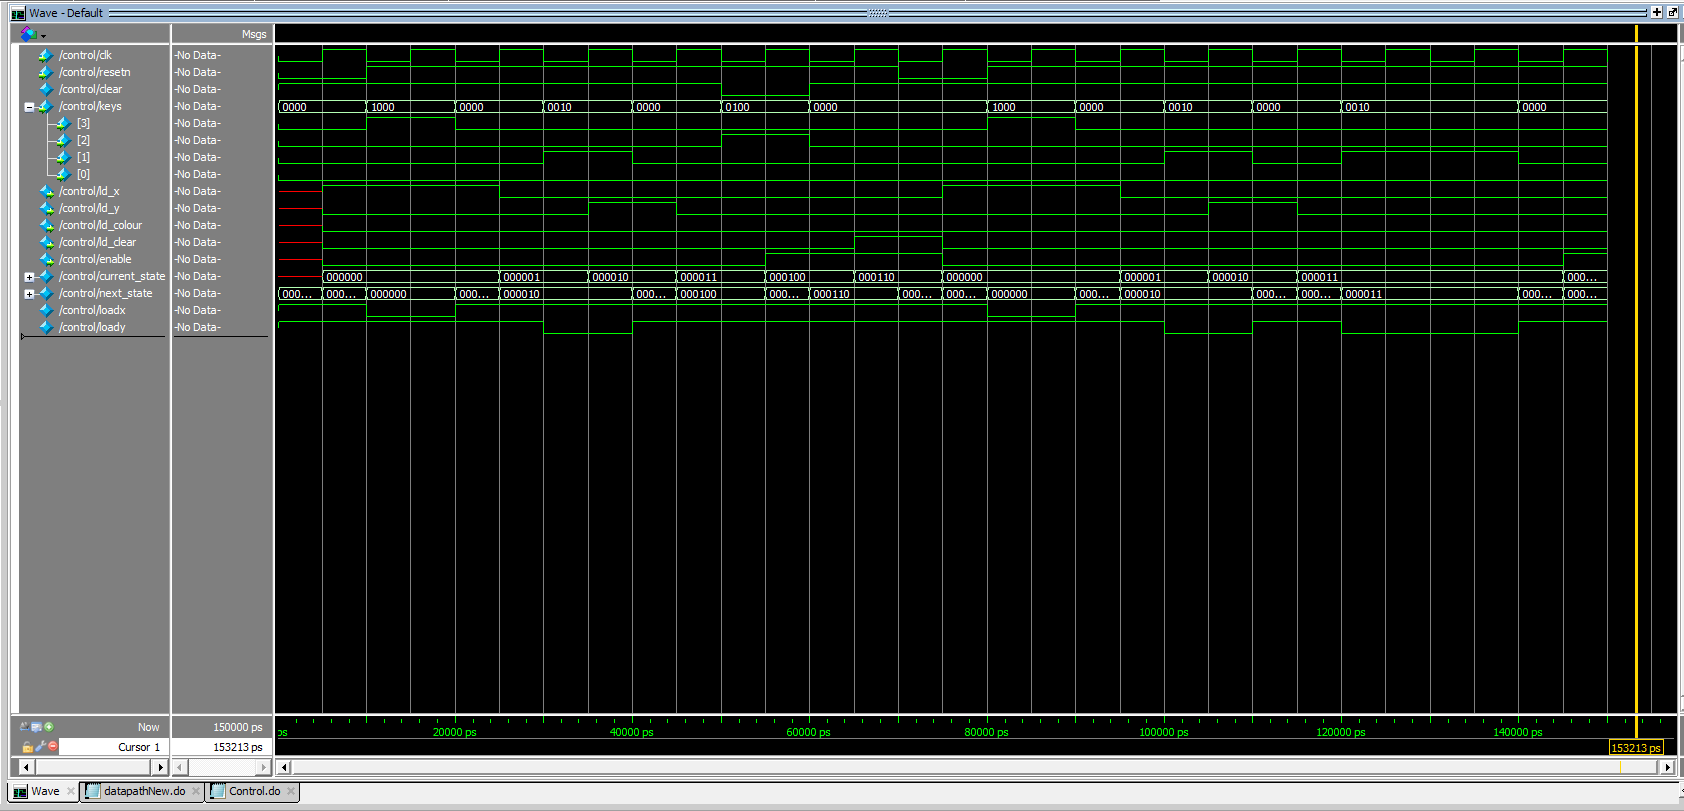 Wave - Default
Msgs
/control/clk -No Data-
/control/resetn -No Data-
/control/clear -No Data-
/control/keys -No Data- 0000 1000 0000 0010 0000 0100 0000 1000 0000 0010 0000 0010 0000
[3] -No Data-
[2] -No Data-
[1] -No Data-
[0] -No Data-
/control/ld_x -No Data-
/control/ld_y -No Data-
/control/ld_colour -No Data-
/control/ld_clear -No Data-
/control/enable -No Data-
/control/current_state -No Data- 000000 000001 000010 000011 000100 000110 000000 000001 000010 000011 000...
/control/next_state -No Data- 000... 000... 000000 000... 000010 000... 000100 000... 000110 000... 000... 000000 000... 000010 000... 000... 000011 000... 000...
/control/loadx -No Data-
/control/loady -No Data-
Now 150000 ps ps 20000 ps 40000 ps 60000 ps 80000 ps 100000 ps 120000 ps 140000 ps
Cursor 1 153213 ps 153213 ps
Wave datapathNew.do Control.do